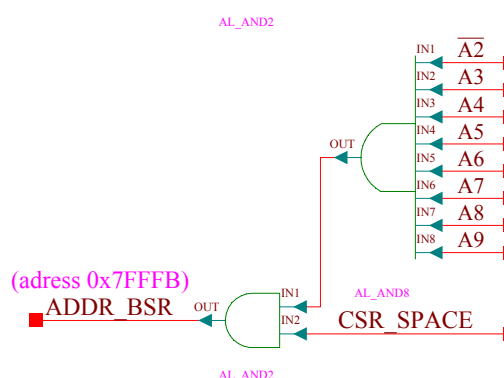 AL_AND2
IN1 A2
IN2 A3
IN3 A4
OUT IN4 A5
IN5 A6
IN6 A7
IN7 A8
IN8 A9
(adress 0x7FFFB)
ADDR_BSR OUT IN1 AL_AND8
IN2 CSR_SPACE
AL_AND2